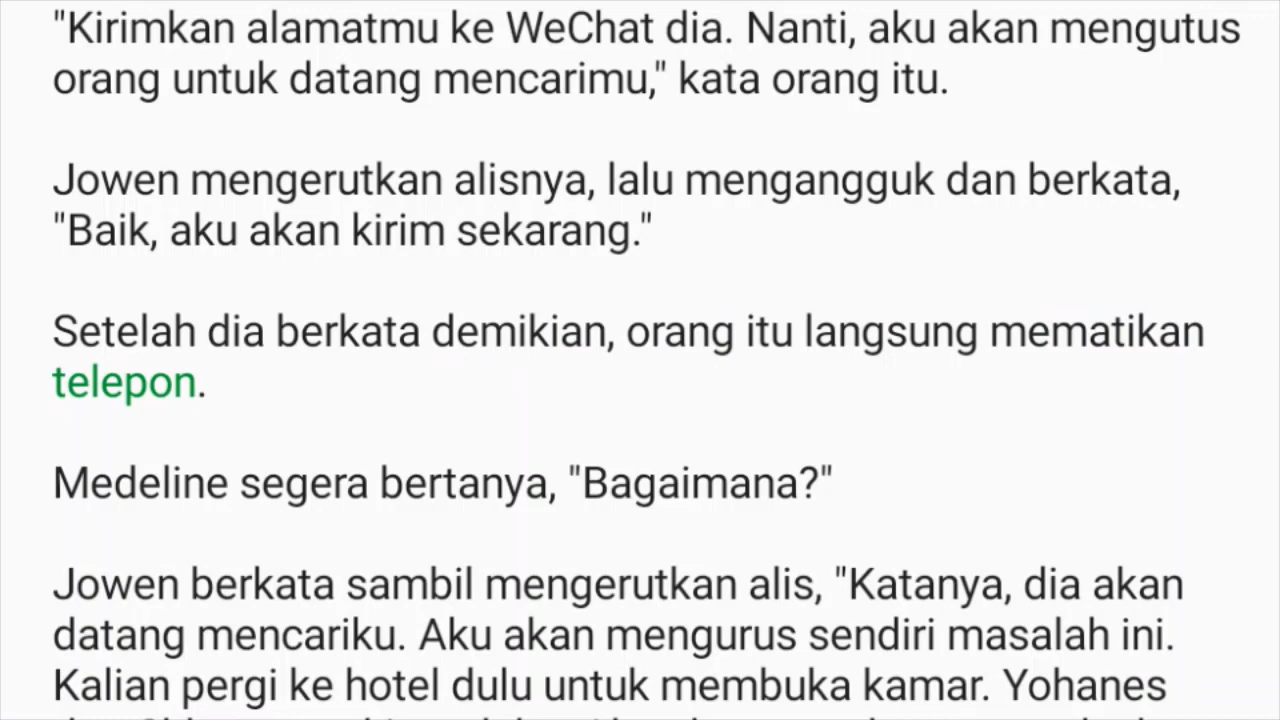 "Kirimkan alamatmu ke WeChat dia. Nanti, aku akan mengutus
orang untuk datang mencarimu," kata orang itu.
Jowen mengerutkan alisnya, lalu mengangguk dan berkata,
"Baik, aku akan kirim sekarang."
Setelah dia berkata demikian, orang itu langsung mematikan
telepon.
Medeline segera bertanya, "Bagaimana?"
Jowen berkata sambil mengerutkan alis, "Katanya, dia akan
datang mencariku. Aku akan mengurus sendiri masalah ini.
Kalian pergi ke hotel dulu untuk membuka kamar. Yohanes